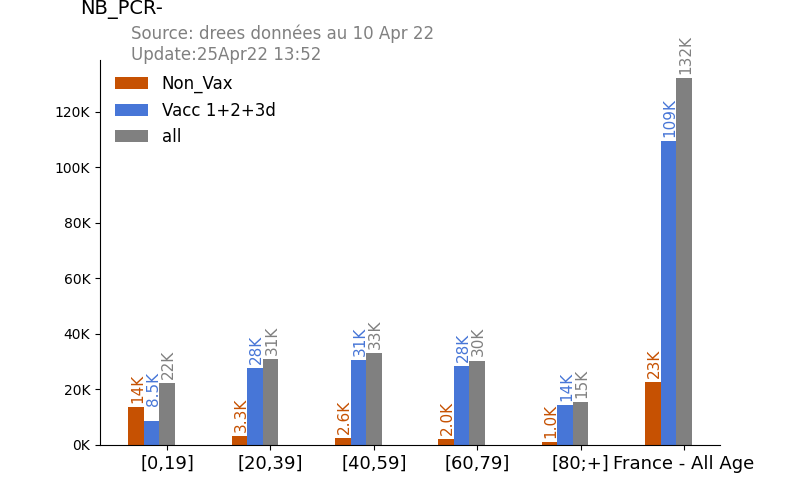 NB_PCR-
Source: drees données au 10 Apr 22
Update:25Apr22 13:52
Non_Vax
Vacc 1+2+3d
all
120K
100K
80K
60K
40K
20K
0K
14K
8.5K
22K
3.3K
28K
31K
2.6K
31K
33K
2.0K
28K
30K
1.0K
14K
15K
23K
109K
132K
[0,19]
[20,39]
[40,59]
[60,79]
[80;+]
France - All Age